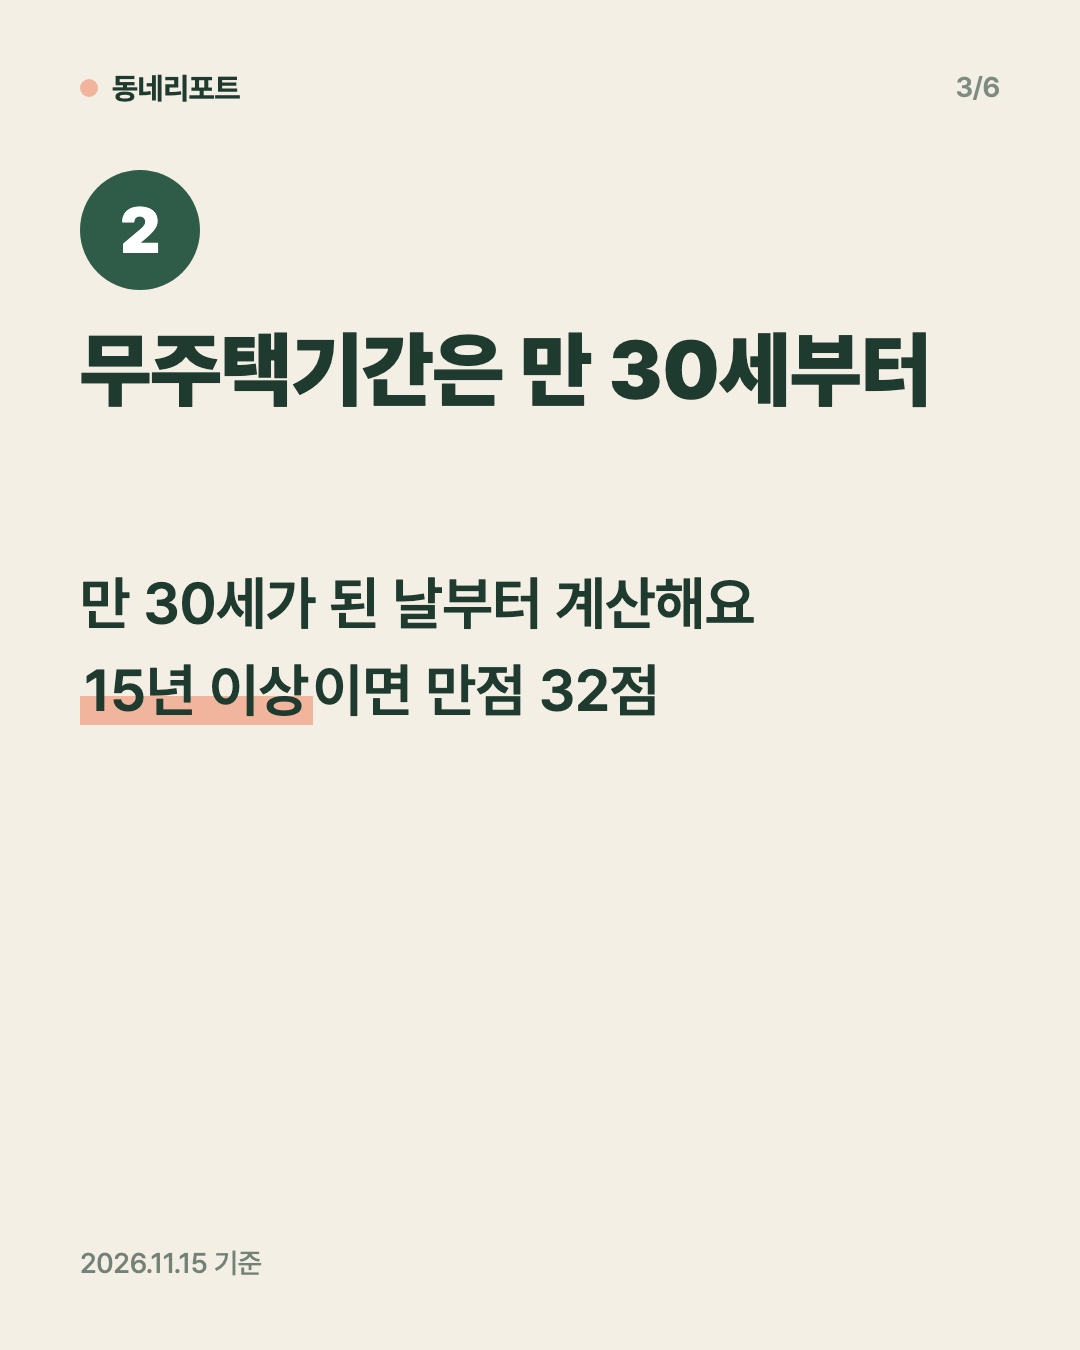 동네리포트
3/6
2
무주택기간은 만 30세부터
만 30세가 된 날부터 계산해요
15년 이상이면 만점 32점
2026.11.15 기준